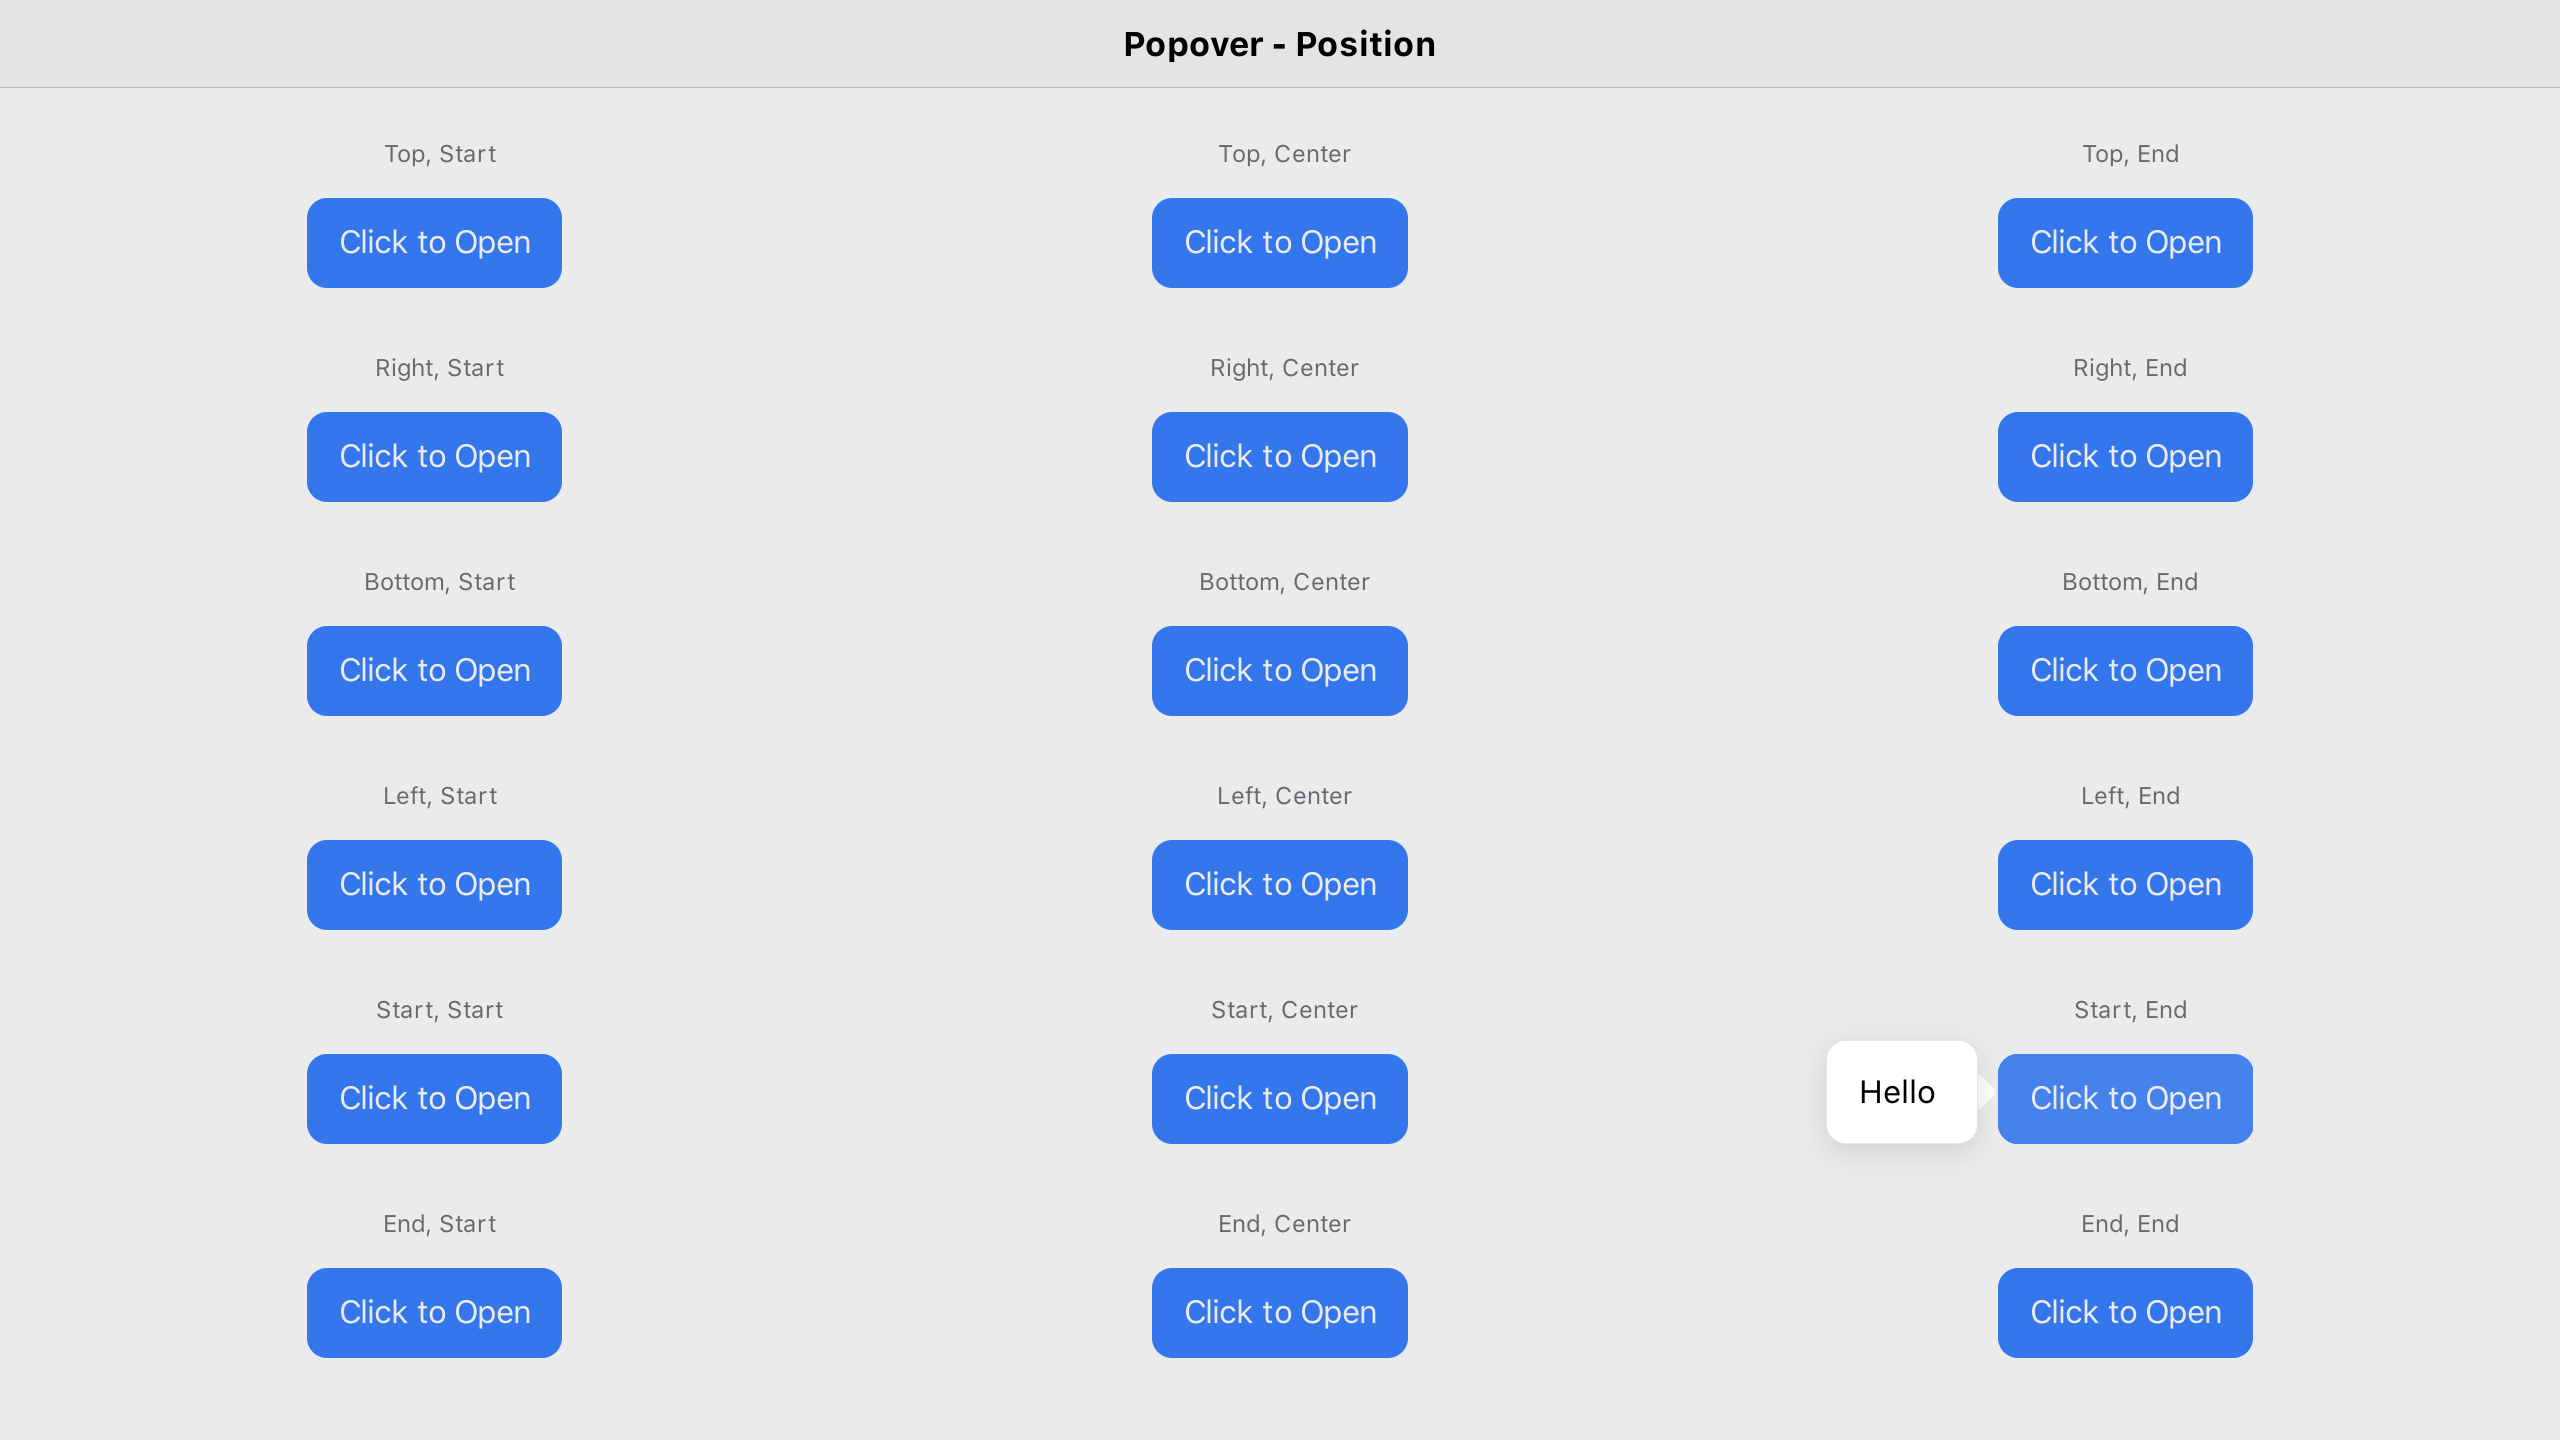 Popover - Position
Top, Start
Top, Center
Top, End
Click to Open
Click to Open
Click to Open
Right, Start
Right, Center
Right, End
Click to Open
Click to Open
Click to Open
Bottom, Start
Bottom, Center
Bottom, End
Click to Open
Click to Open
Click to Open
Left, Start
Left, Center
Left, End
Click to Open
Click to Open
Click to Open
Start, Start
Start, Center
Start, End
Click to Open
Click to Open
Hello
Click to Open
End, Start
End, Center
End, End
Click to Open
Click to Open
Click to Open